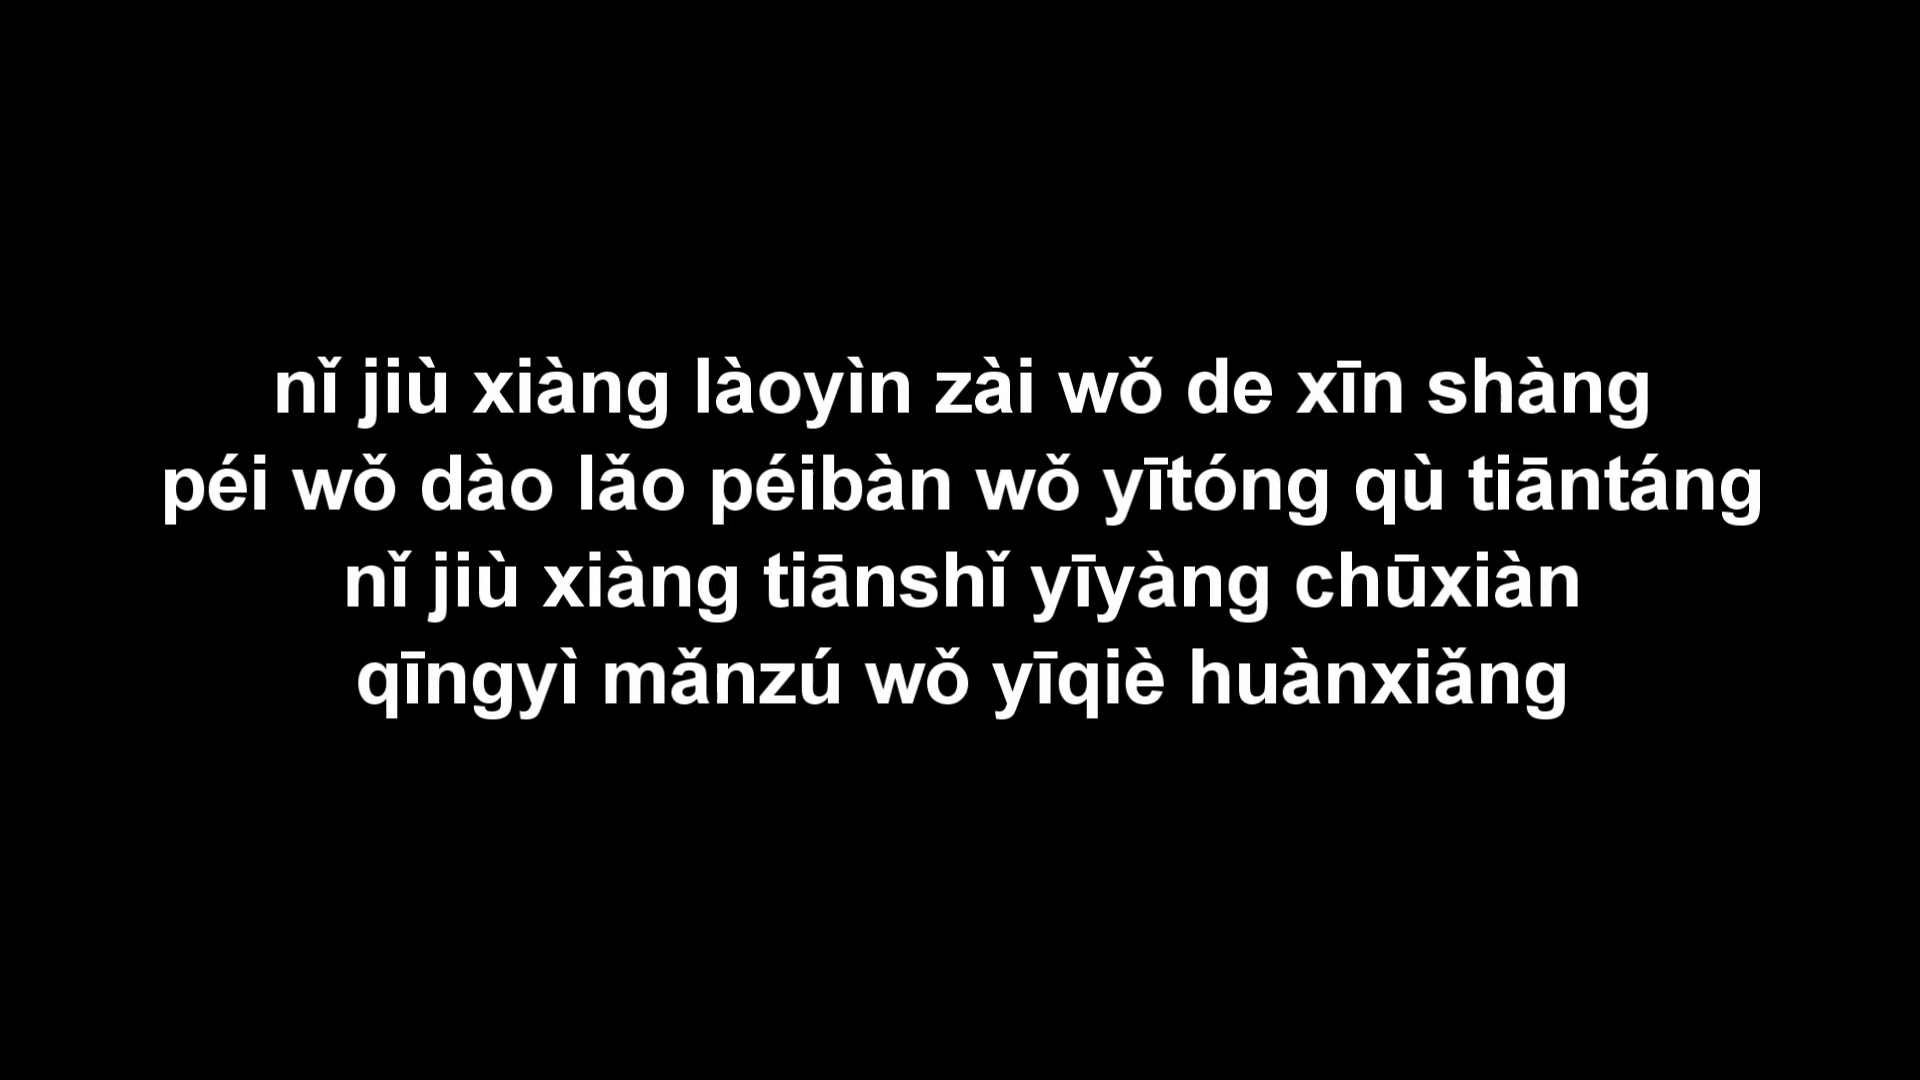 nǐ jiù xiàng làoyìn zài wǒ de xīn shàng
péi wǒ dào lǎo péibàn wǒ yītóng qù tiāntáng
nǐ jiù xiàng tiānshǐ yīyàng chūxiàn
qīngyì mǎnzú wǒ yīqiè huànxiǎng